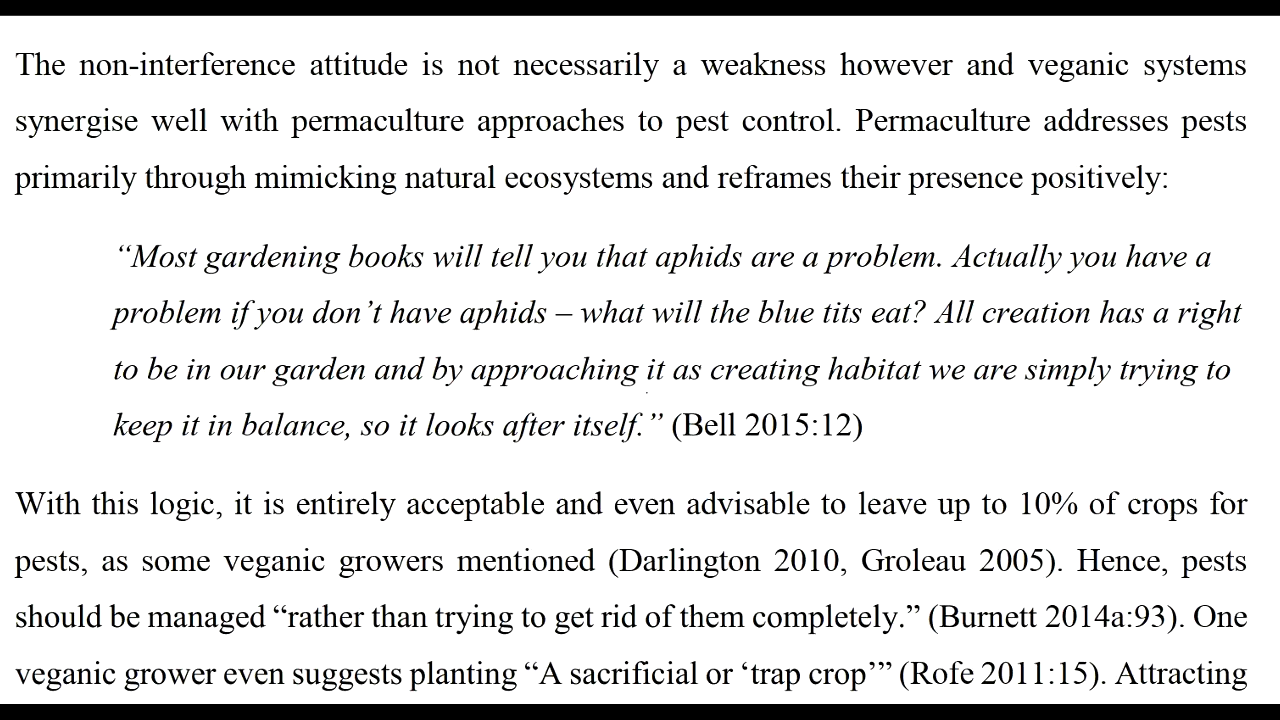 The non-interference attitude is not necessarily a weakness however and veganic systems
synergise well with permaculture approaches to pest control. Permaculture addresses pests
primarily through mimicking natural ecosystems and reframes their presence positively:
“Most gardening books will tell you that aphids are a problem. Actually you have a
problem if you don’t have aphids – what will the blue tits eat? All creation has a right
to be in our garden and by approaching it as creating habitat we are simply trying to
keep it in balance, so it looks after itself.” (Bell 2015:12)
With this logic, it is entirely acceptable and even advisable to leave up to 10% of crops for
pests, as some veganic growers mentioned (Darlington 2010, Groleau 2005). Hence, pests
should be managed “rather than trying to get rid of them completely.” (Burnett 2014a:93). One
veganic grower even suggests planting “A sacrificial or ‘trap crop’” (Rofe 2011:15). Attracting